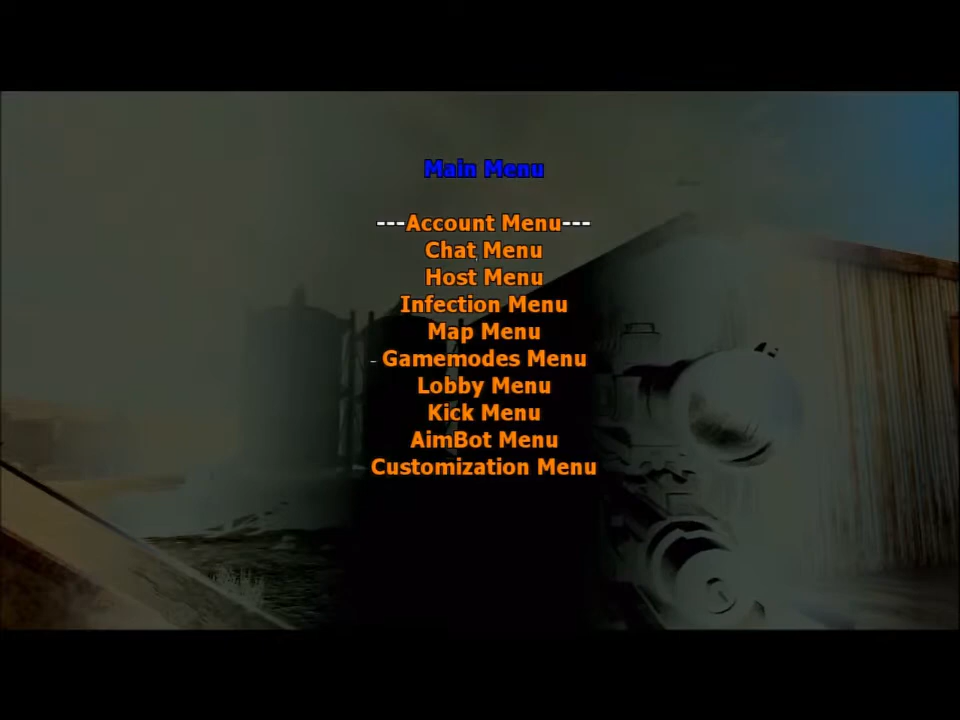 Main Menu
---Account Menu---
Chat Menu
Host Menu
Infection Menu
Map Menu
Gamemodes Menu
Lobby Menu
Kick Menu
AimBot Menu
Customization Menu